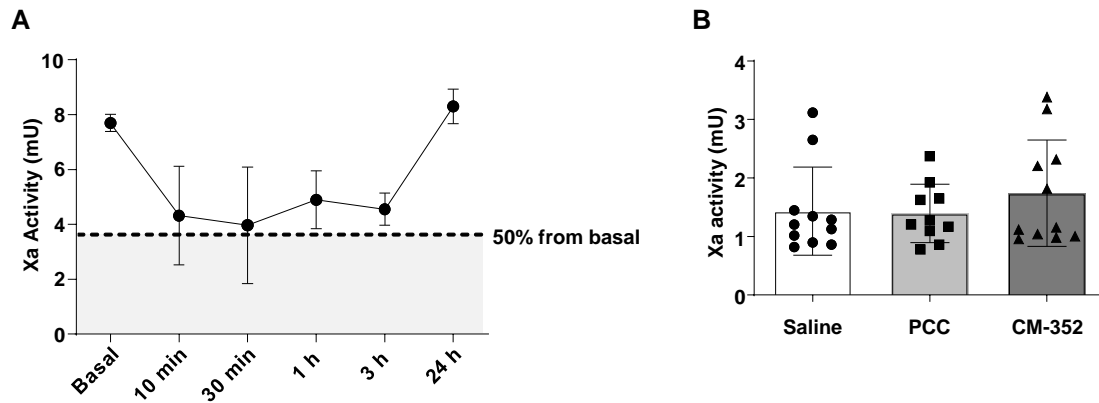 A
Xa Activity (mU)
10
8
6
4
2
0
50% from basal
Basal
10 min
30 min
1 h
3 h
24 h
B
Xa activity (mU)
4
3
2
1
0
Saline
PCC
CM-352